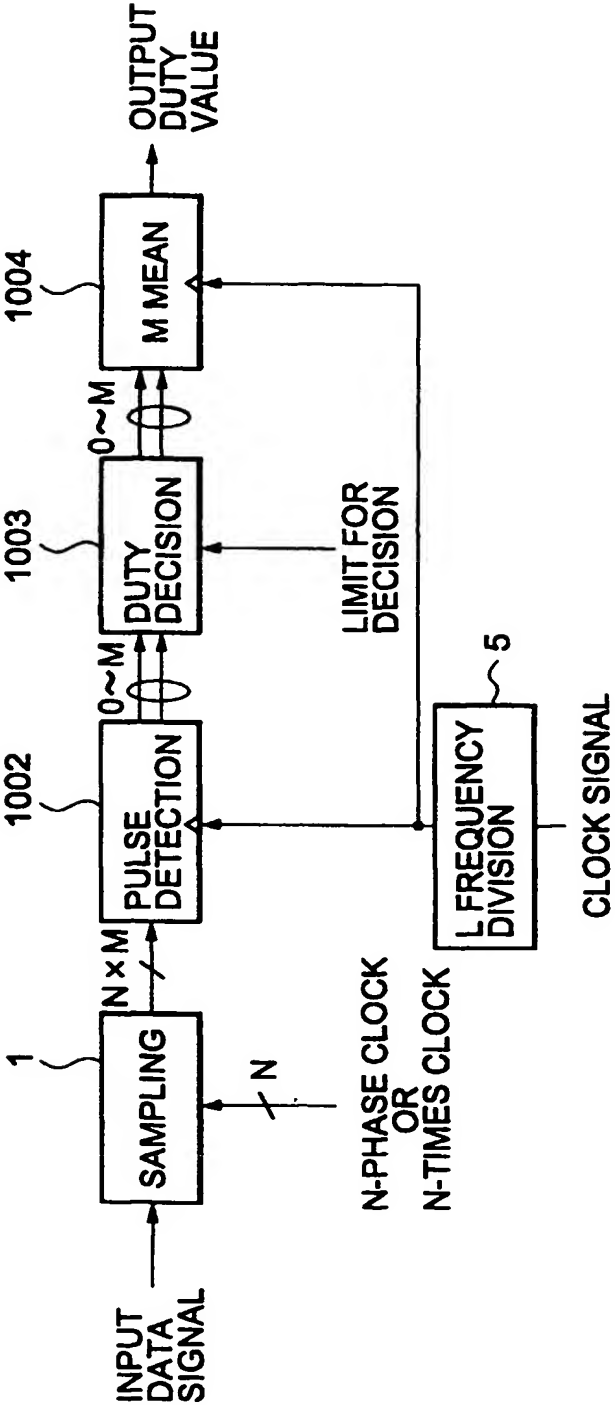 INPUT
DATA
SIGNAL
1
SAMPLING
N
N-PHASE CLOCK
OR
N-TIMES CLOCK
N×M
1002
PULSE
DETECTION
0~M
1003
DUTY
DECISION
LIMIT FOR
DECISION
0~M
1004
M MEAN
OUTPUT
DUTY
VALUE
L FREQUENCY
DIVISION
5
CLOCK SIGNAL